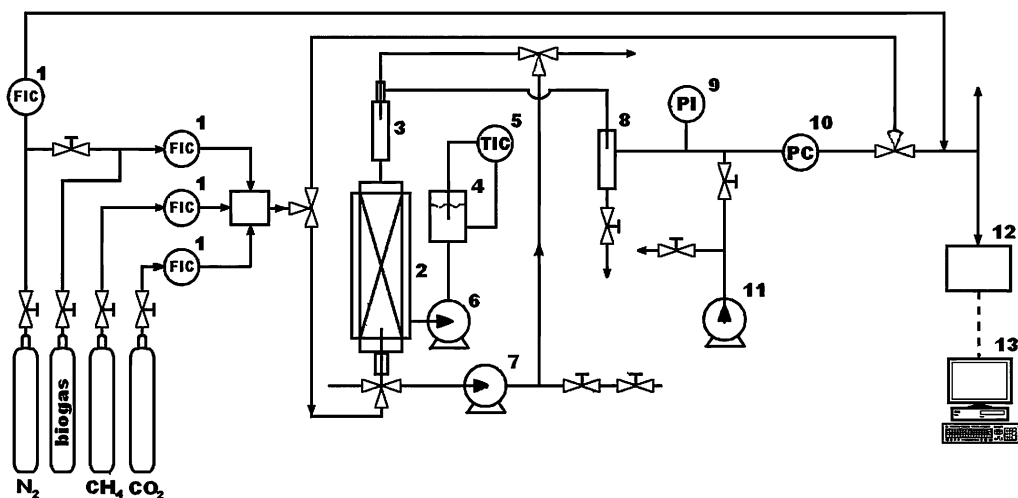 1
FIC
1
FIC
1
FIC
1
FIC
2
3
4
5
TIC
6
7
8
9
PI
10
PC
11
12
13
N₂
biogas
CH₄
CO₂